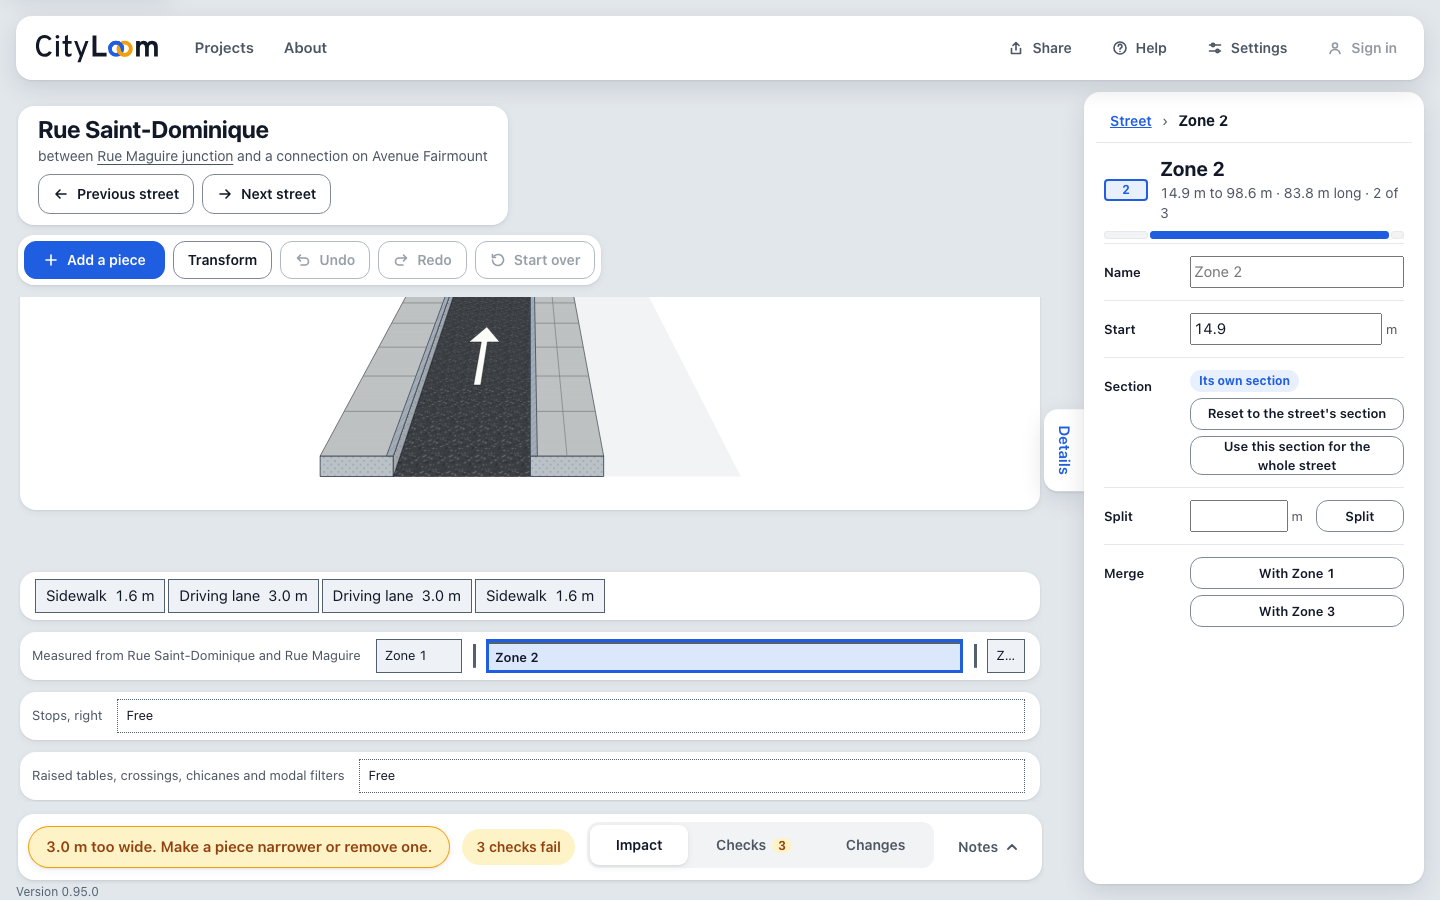 CityLoom
Projects
About
Share
Help
Settings
Sign in
Rue Saint-Dominique
between Rue Maguire junction and a connection on Avenue Fairmount
Previous street
Next street
Add a piece
Transform
Undo
Redo
Start over
Details
Sidewalk 1.6 m
Driving lane 3.0 m
Driving lane 3.0 m
Sidewalk 1.6 m
Measured from Rue Saint-Dominique and Rue Maguire
Zone 1
Zone 2
Z...
Stops, right
Free
Raised tables, crossings, chicanes and modal filters
Free
3.0 m too wide. Make a piece narrower or remove one.
3 checks fail
Impact
Checks 3
Changes
Notes
Version 0.95.0
Street › Zone 2
2
Zone 2
14.9 m to 98.6 m · 83.8 m long · 2 of
3
Name
Zone 2
Start
14.9 m
Section
Its own section
Reset to the street's section
Use this section for the
whole street
Split
m
Split
Merge
With Zone 1
With Zone 3